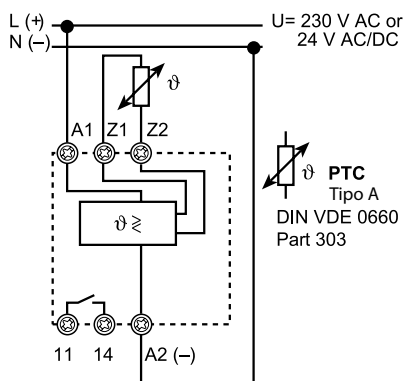 L (+)
U= 230 V AC or
N (–)
24 V AC/DC
ϑ
A1 Z1 Z2
ϑ PTC
Tipo A
DIN VDE 0660
Part 303
ϑ ≷
11 14 A2 (–)